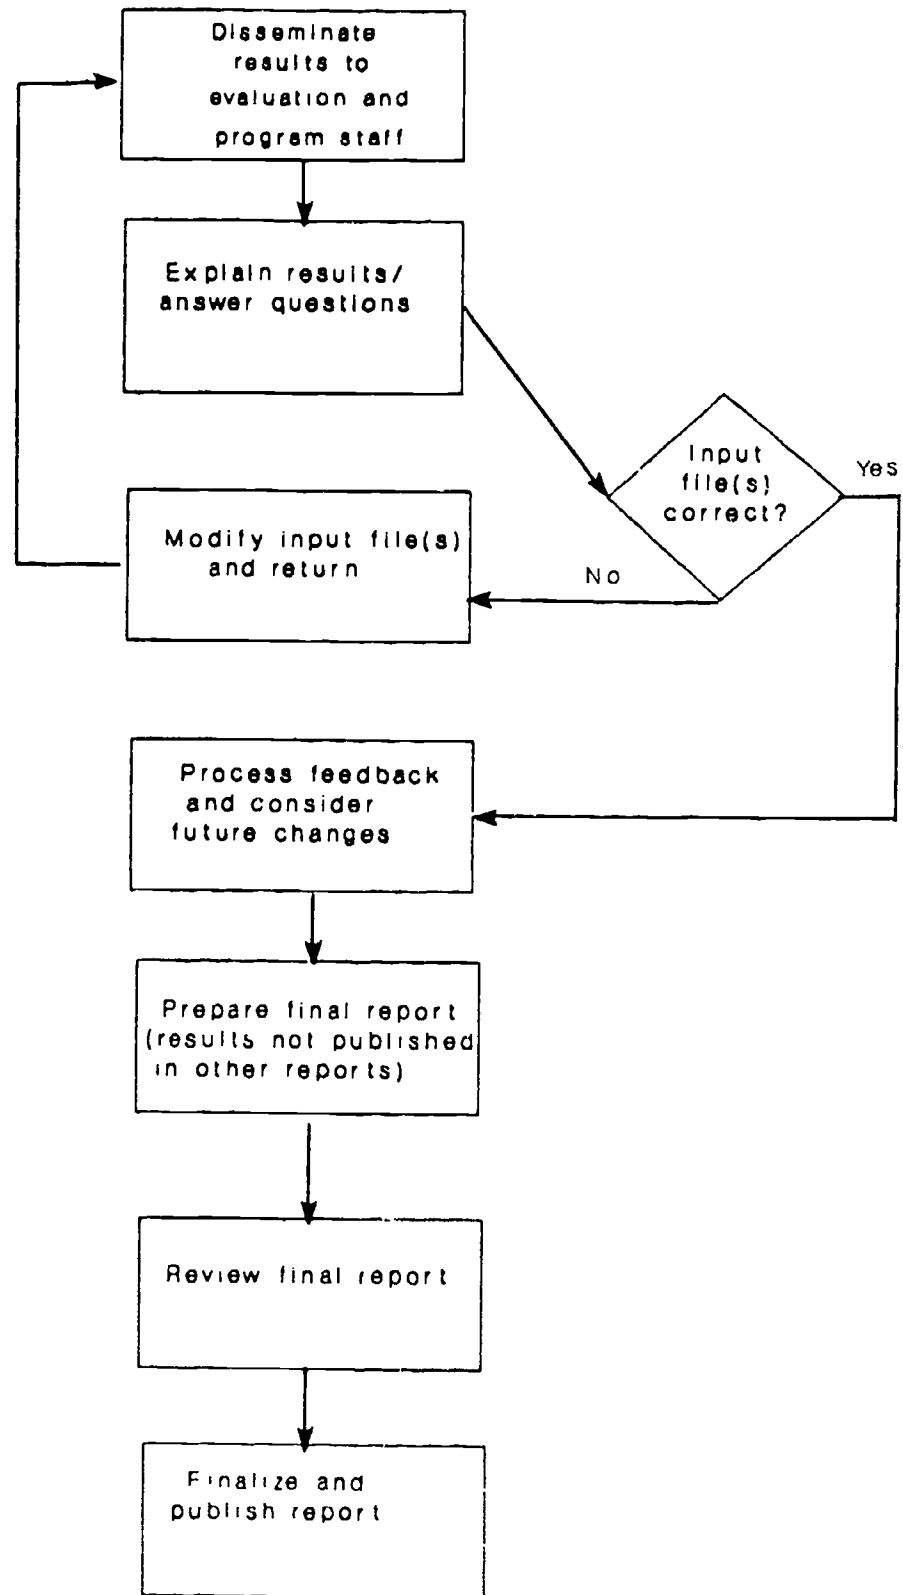 Disseminate
results to
evaluation and
program staff
Explain results/
answer questions
Input
file(s)
correct?
Yes
No
Modify input file(s)
and return
Process feedback
and consider
future changes
Prepare final report
(results not published
in other reports)
Review final report
Finalize and
publish report